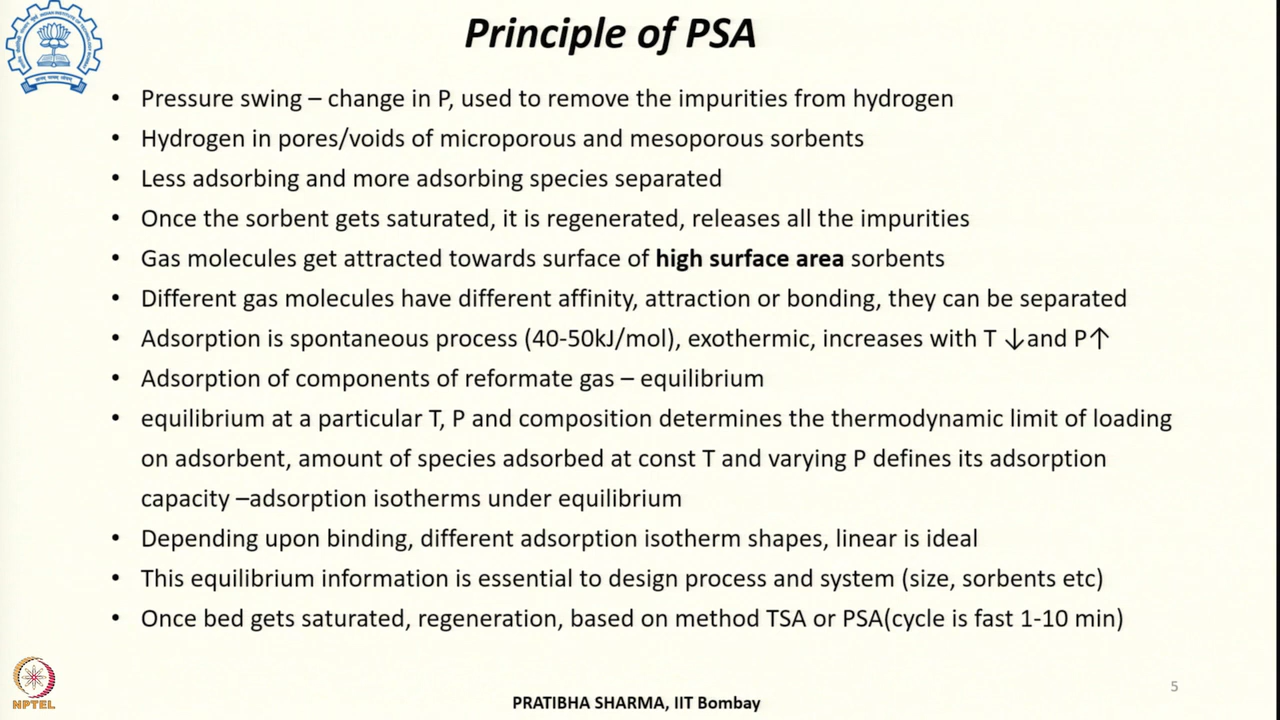 Principle of PSA
• Pressure swing – change in P, used to remove the impurities from hydrogen
• Hydrogen in pores/voids of microporous and mesoporous sorbents
• Less adsorbing and more adsorbing species separated
• Once the sorbent gets saturated, it is regenerated, releases all the impurities
• Gas molecules get attracted towards surface of high surface area sorbents
• Different gas molecules have different affinity, attraction or bonding, they can be separated
• Adsorption is spontaneous process (40-50kJ/mol), exothermic, increases with T ↓and P↑
• Adsorption of components of reformate gas – equilibrium
• equilibrium at a particular T, P and composition determines the thermodynamic limit of loading
on adsorbent, amount of species adsorbed at const T and varying P defines its adsorption
capacity –adsorption isotherms under equilibrium
• Depending upon binding, different adsorption isotherm shapes, linear is ideal
• This equilibrium information is essential to design process and system (size, sorbents etc)
• Once bed gets saturated, regeneration, based on method TSA or PSA(cycle is fast 1-10 min)
NPTEL
PRATIBHA SHARMA, IIT Bombay
5